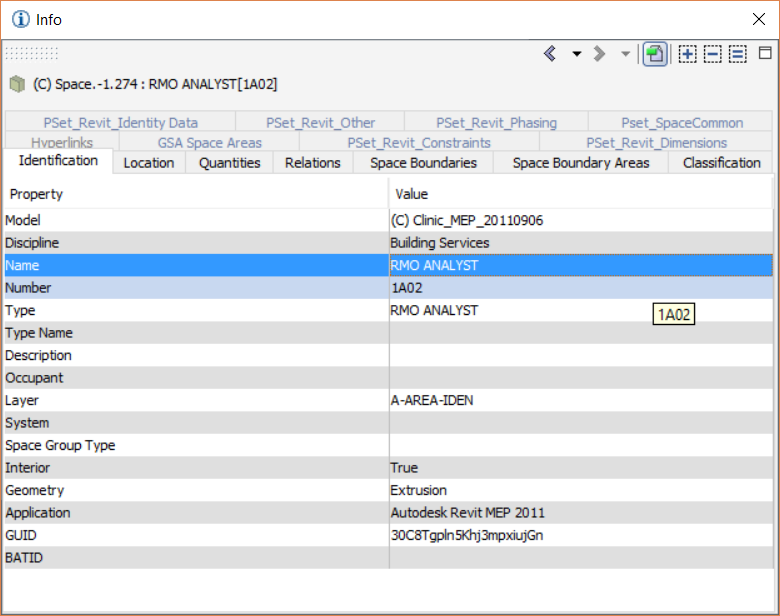 Info
(C) Space.-1.274 : RMO ANALYST[1A02]
PSet_Revit_Identity Data PSet_Revit_Other PSet_Revit_Phasing Pset_SpaceCommon
Hyperlinks GSA Space Areas PSet_Revit_Constraints PSet_Revit_Dimensions
Identification Location Quantities Relations Space Boundaries Space Boundary Areas Classification
Property Value
Model (C) Clinic_MEP_20110906
Discipline Building Services
Name RMO ANALYST
Number 1A02
Type RMO ANALYST
1A02
Type Name
Description
Occupant
Layer A-AREA-IDEN
System
Space Group Type
Interior True
Geometry Extrusion
Application Autodesk Revit MEP 2011
GUID 30C8Tgpln5Khj3mpxiujGn
BATID